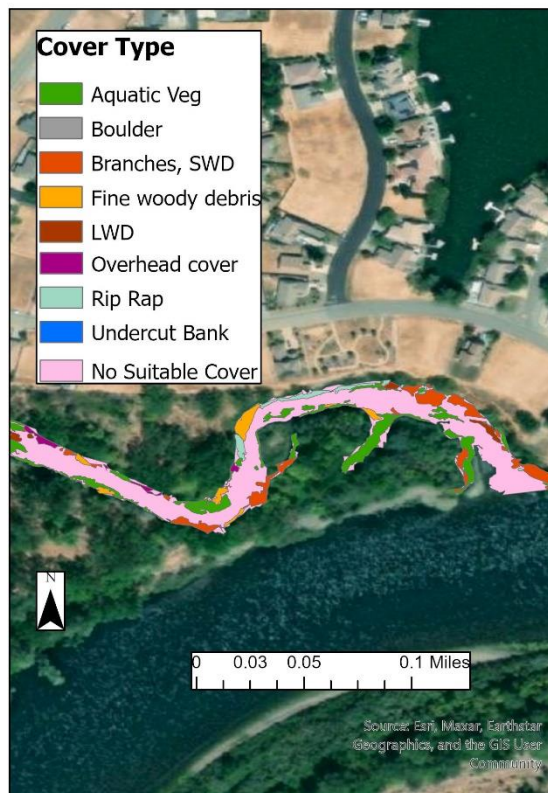 Cover Type
Aquatic Veg
Boulder
Branches, SWD
Fine woody debris
LWD
Overhead cover
Rip Rap
Undercut Bank
No Suitable Cover
N
0 0.03 0.05 0.1 Miles
Source: Esri, Maxar, Earthstar
Geographics, and the GIS User
Community